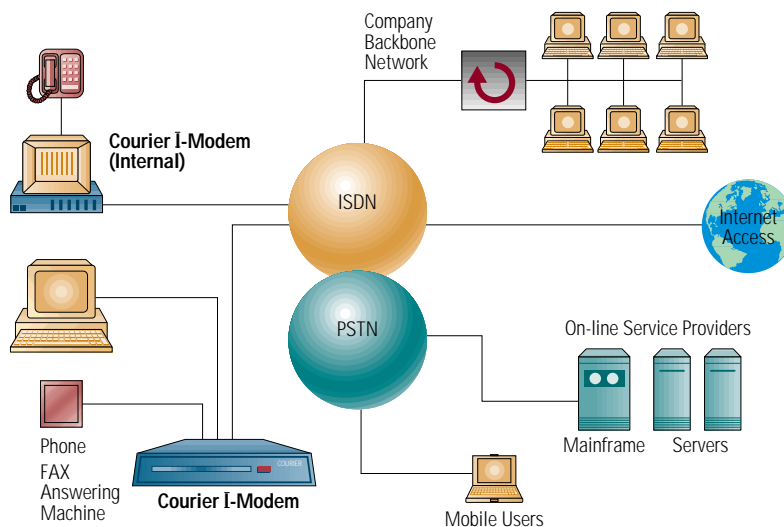 Company
Backbone
Network
Courier Ī-Modem
(Internal)
ISDN
Internet
Access
PSTN
On-line Service Providers
Phone
FAX
Answering
Machine
COURIER
Courier Ī-Modem
Mainframe
Servers
Mobile Users